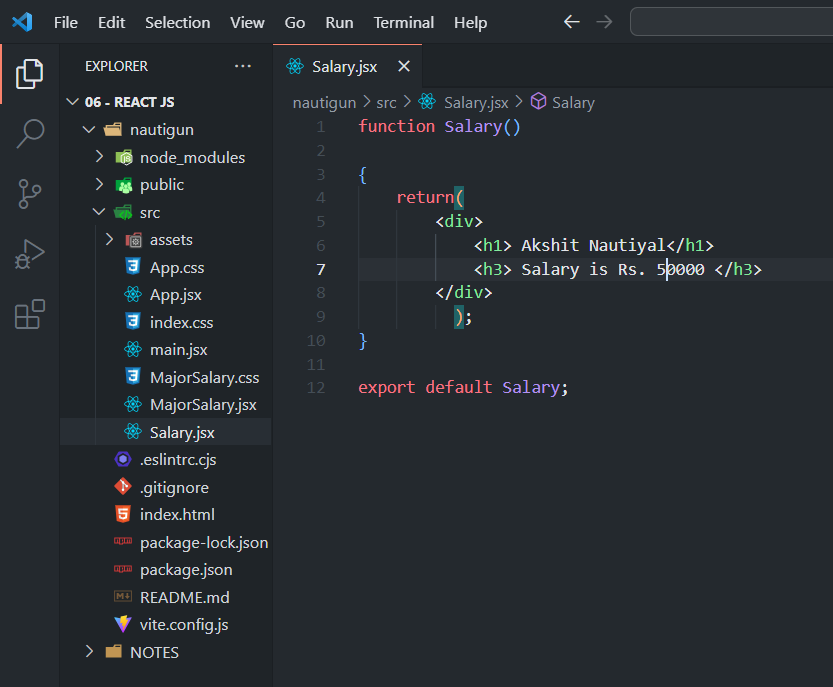 File Edit Selection View Go Run Terminal Help
EXPLORER ...
06 - REACT JS
nautigun
node_modules
public
src
assets
App.css
App.jsx
index.css
main.jsx
MajorSalary.css
MajorSalary.jsx
Salary.jsx
.eslintrc.cjs
.gitignore
index.html
package-lock.json
package.json
README.md
vite.config.js
NOTES
Salary.jsx
nautigun > src > Salary.jsx > Salary
1 function Salary()
2
3 {
4 return(
5 <div>
6 <h1> Akshit Nautiyal</h1>
7 <h3> Salary is Rs. 50000 </h3>
8 </div>
9 );
10 }
11
12 export default Salary;